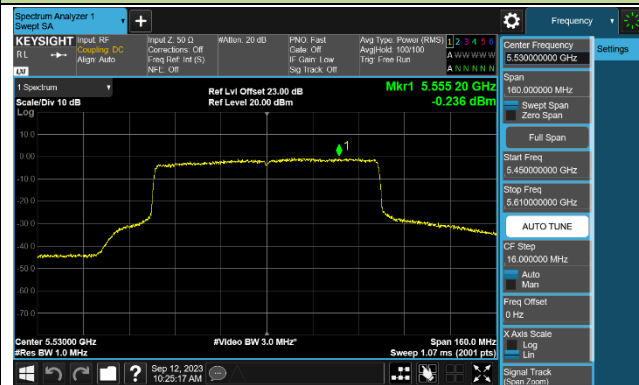 Spectrum Analyzer 1
Swept SA
+
Frequency
KEYSIGHT
RL
LXI
Input: RF
Coupling: DC
Align: Auto
Input Z: 50 Ω
Corrections: Off
Freq Ref: Int (S)
NFE: Off
#Atten: 20 dB
PNO: Fast
Gate: Off
IF Gain: Low
Sig Track: Off
Avg Type: Power (RMS)
Avg|Hold: 100/100
Trig: Free Run
1 2 3 4 5 6
A W W W W W
A N N N N N
1 Spectrum
Scale/Div 10 dB
Log
Ref Lvl Offset 23.00 dB
Ref Level 20.00 dBm
Mkr1 5.555 20 GHz
-0.236 dBm
1
10.0
0.00
-10.0
-20.0
-30.0
-40.0
-50.0
-60.0
-70.0
Center 5.53000 GHz
#Res BW 1.0 MHz
#Video BW 3.0 MHz*
Span 160.0 MHz
Sweep 1.07 ms (2001 pts)
Sep 12, 2023
10:25:17 AM
?
Center Frequency
5.530000000 GHz
Settings
Span
160.000000 MHz
Swept Span
Zero Span
Full Span
Start Freq
5.450000000 GHz
Stop Freq
5.610000000 GHz
AUTO TUNE
CF Step
16.000000 MHz
Auto
Man
Freq Offset
0 Hz
X Axis Scale
Log
Lin
Signal Track
(Span Zoom)